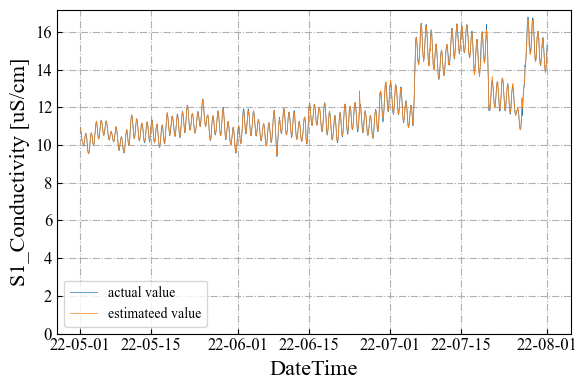 16
14
12
10
8
6
4
2
0
S1_Conductivity [uS/cm]
actual value
estimateed value
22-05-01 22-05-15 22-06-01 22-06-15 22-07-01 22-07-15 22-08-01
DateTime